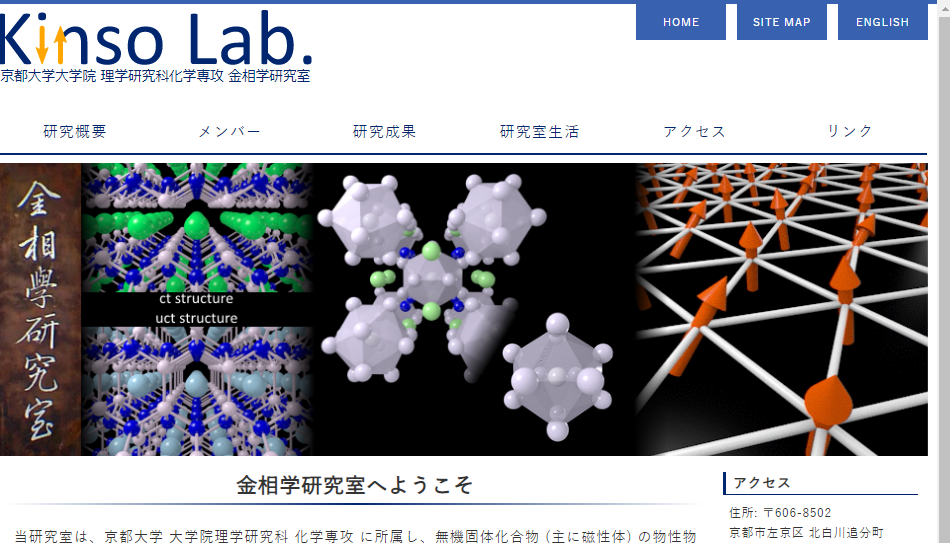 Kinso Lab.
京都大学大学院 理学研究科化学専攻 金相学研究室
HOME
SITE MAP
ENGLISH
研究概要
メンバー
研究成果
研究室生活
アクセス
リンク
金相學研究室
ct structure
uct structure
金相学研究室へようこそ
当研究室は、京都大学 大学院理学研究科 化学専攻 に所属し、無機固体化合物 (主に磁性体) の物性物
アクセス
住所: 〒606-8502
京都市左京区 北白川追分町